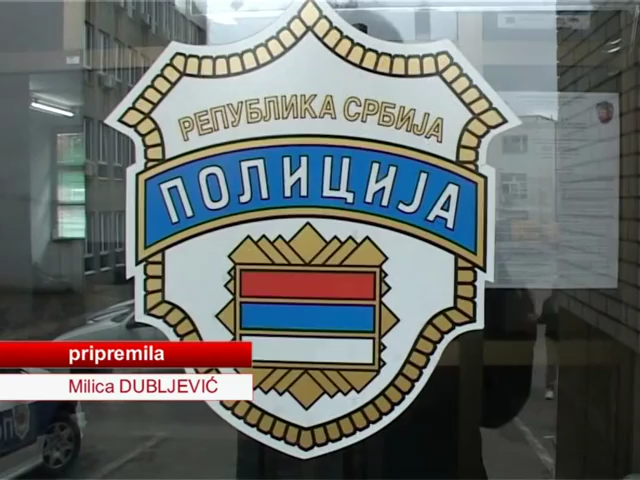 РЕПУБЛИКА СРБИЈА
ПОЛИЦИЈА
pripremila
Milica DUBLJEVIĆ